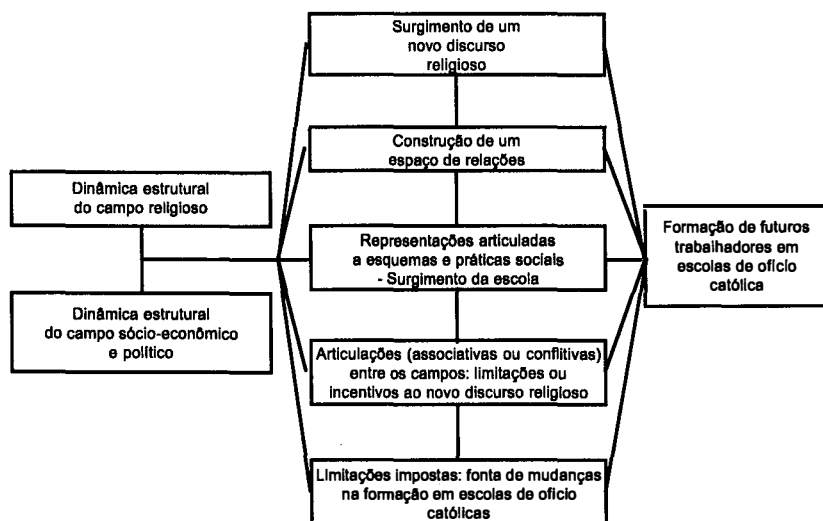 Surgimento de um
novo discurso
religioso
Construção de um
espaço de relações
Dinâmica estrutural
do campo religioso
Representações articuladas
a esquemas e práticas sociais
- Surgimento da escola
Formação de futuros
trabalhadores em
escolas de ofício
católica
Dinâmica estrutural
do campo sócio-econômico
e político
Articulações (associativas ou conflitivas)
entre os campos: limitações ou
incentivos ao novo discurso religioso
Limitações impostas: fonta de mudanças
na formação em escolas de ofício
católicas